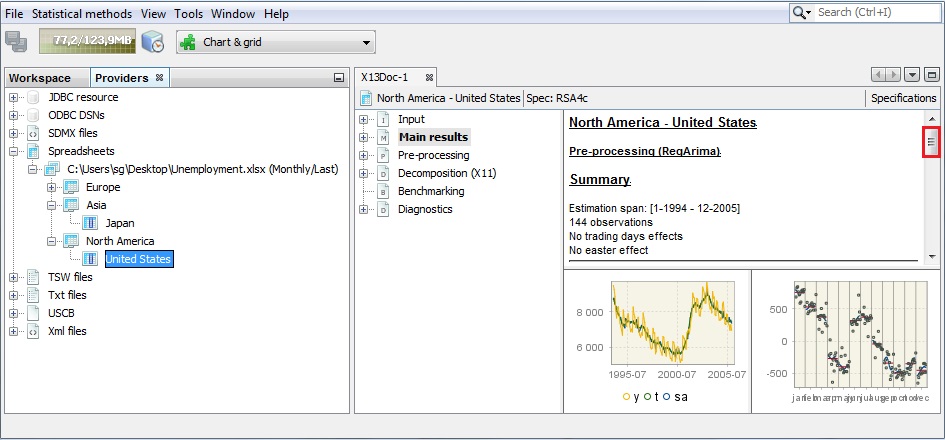 File Statistical methods View Tools Window Help
Search (Ctrl+I)
77,2/123,9MB
Chart & grid
Workspace Providers
JDBC resource
ODBC DSNs
SDMX files
Spreadsheets
C:\Users\sg\Desktop\Unemployment.xlsx (Monthly/Last)
Europe
Asia
Japan
North America
United States
TSW files
Txt files
USCB
Xml files
X13Doc-1
North America - United States Spec: RSA4c Specifications
Input
Main results
Pre-processing
Decomposition (X11)
Benchmarking
Diagnostics
North America - United States
Pre-processing (RegArima)
Summary
Estimation span: [1-1994 - 12-2005]
144 observations
No trading days effects
No easter effect
8 000
6 000
1995-07 2000-07 2005-07
y t sa
500
0
-500